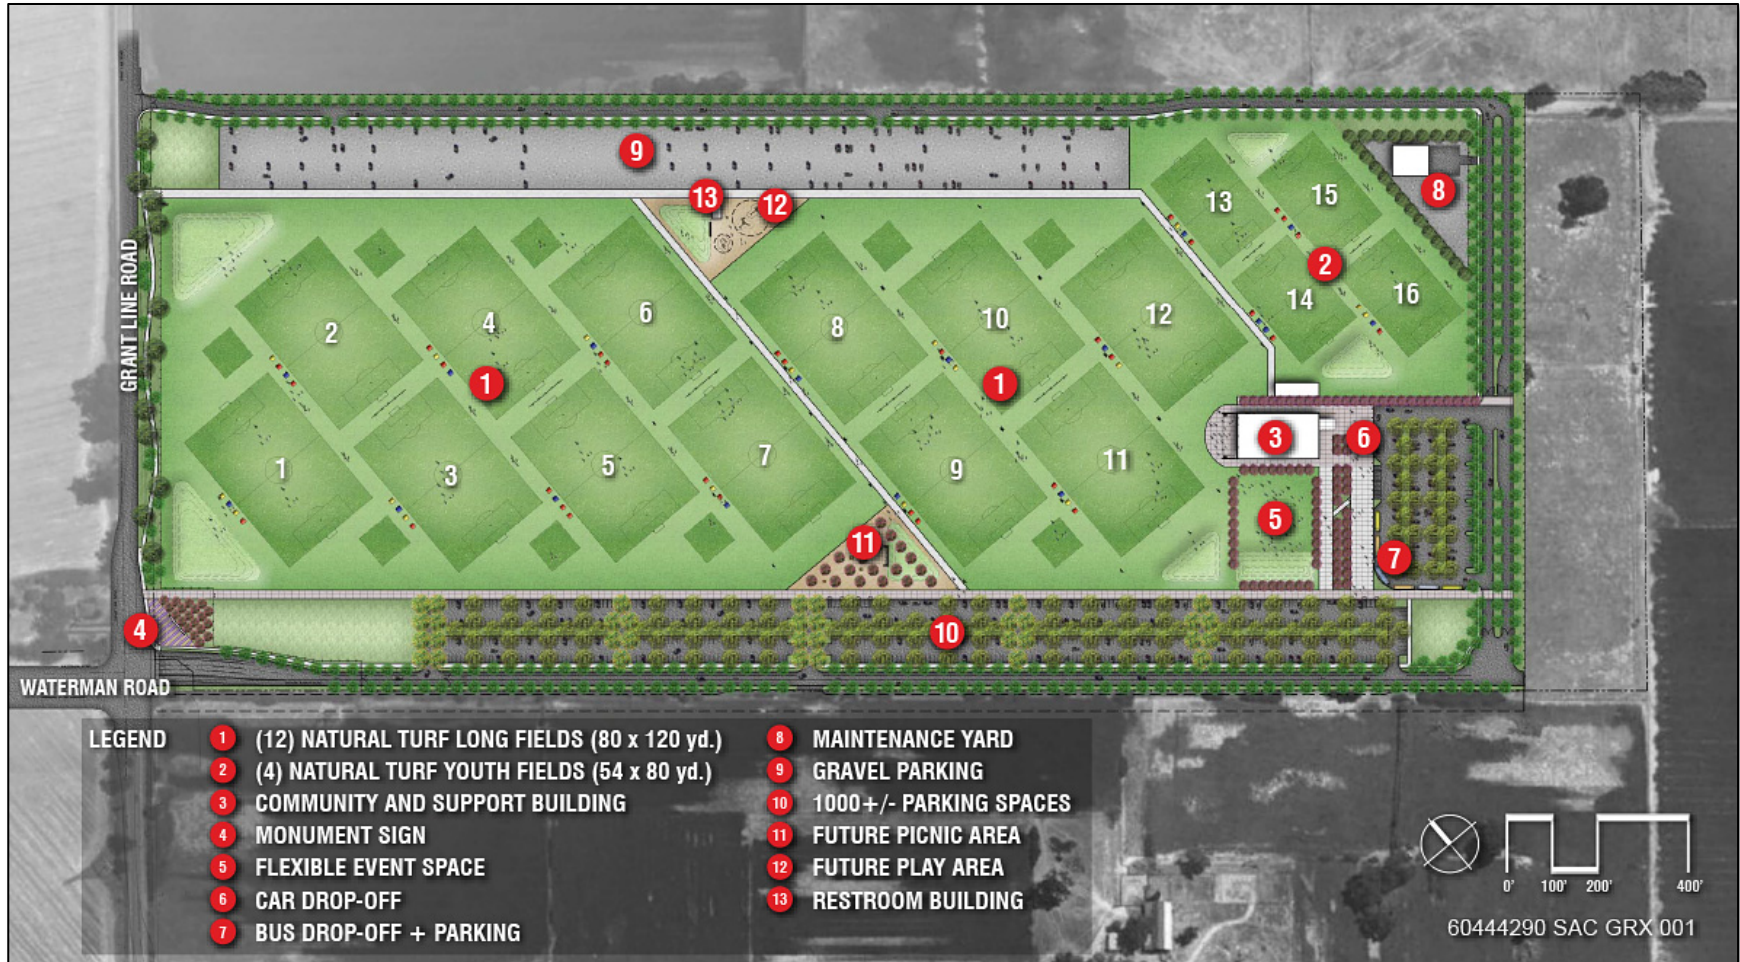 9
13
12
13
15
8
2
4
6
8
10
12
14
16
2
1
1
1
3
5
7
9
11
3
6
5
11
7
4
10
GRANT LINE ROAD
WATERMAN ROAD
LEGEND
1 (12) NATURAL TURF LONG FIELDS (80 x 120 yd.)
2 (4) NATURAL TURF YOUTH FIELDS (54 x 80 yd.)
3 COMMUNITY AND SUPPORT BUILDING
4 MONUMENT SIGN
5 FLEXIBLE EVENT SPACE
6 CAR DROP-OFF
7 BUS DROP-OFF + PARKING
8 MAINTENANCE YARD
9 GRAVEL PARKING
10 1000+/- PARKING SPACES
11 FUTURE PICNIC AREA
12 FUTURE PLAY AREA
13 RESTROOM BUILDING
0' 100' 200' 400'
60444290 SAC GRX 001